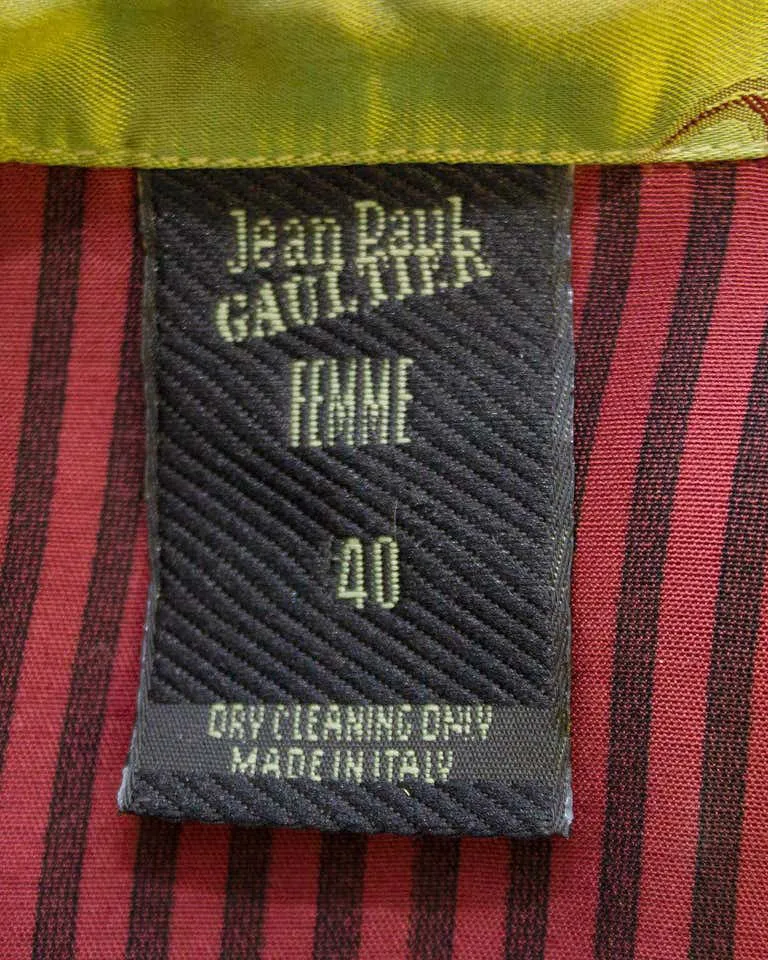 Jean Paul
GAULTIER
FEMME
40
DRY CLEANING ONLY
MADE IN ITALY